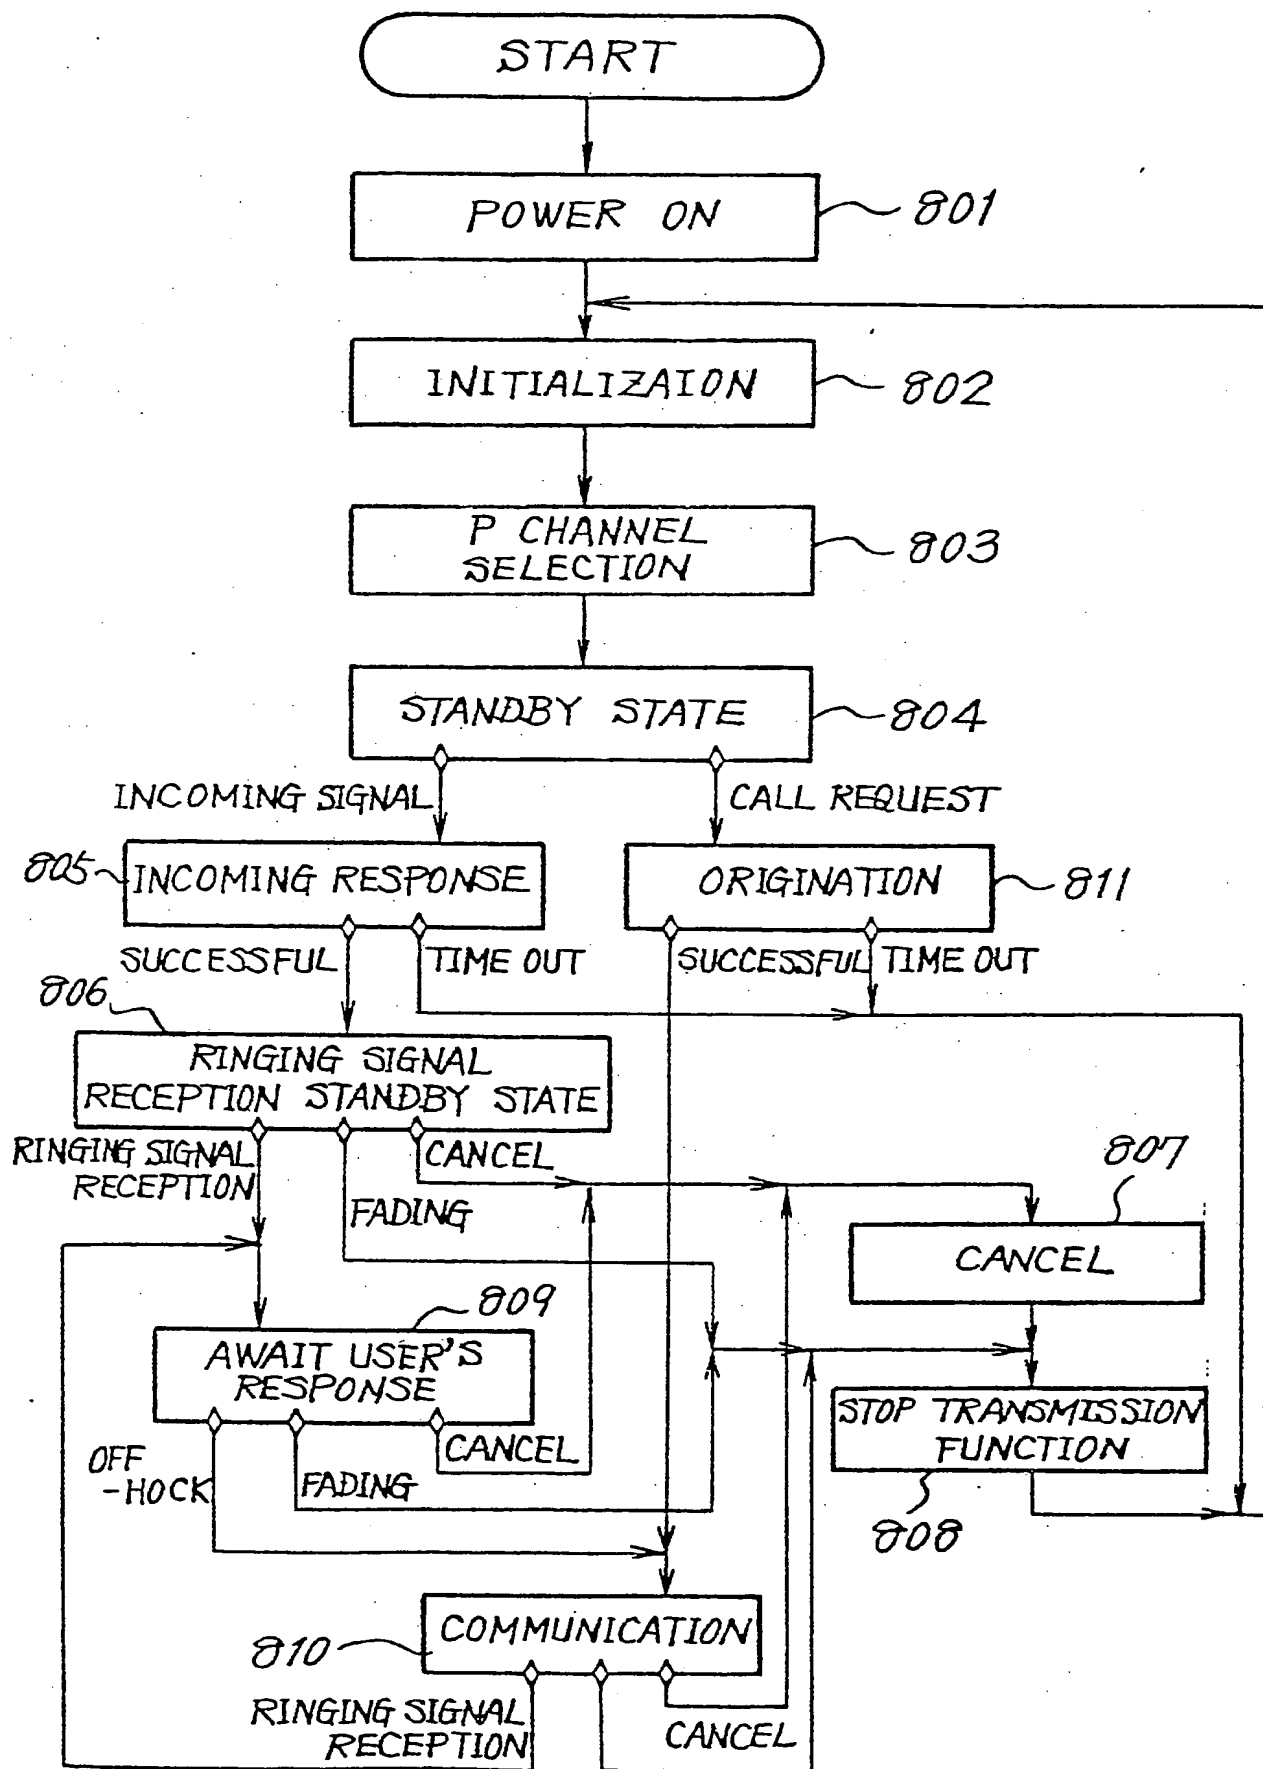 START
POWER ON
801
INITIALIZAION
802
P CHANNEL
SELECTION
803
STANDBY STATE
804
INCOMING SIGNAL
CALL REQUEST
805
INCOMING RESPONSE
ORIGINATION
811
SUCCESSFUL
TIME OUT
SUCCESSFUL
TIME OUT
806
RINGING SIGNAL
RECEPTION STANDBY STATE
RINGING SIGNAL
RECEPTION
FADING
CANCEL
807
CANCEL
809
AWAIT USER'S
RESPONSE
STOP TRANSMISSION
FUNCTION
808
OFF
-HOCK
FADING
CANCEL
COMMUNICATION
810
RINGING SIGNAL
RECEPTION
CANCEL